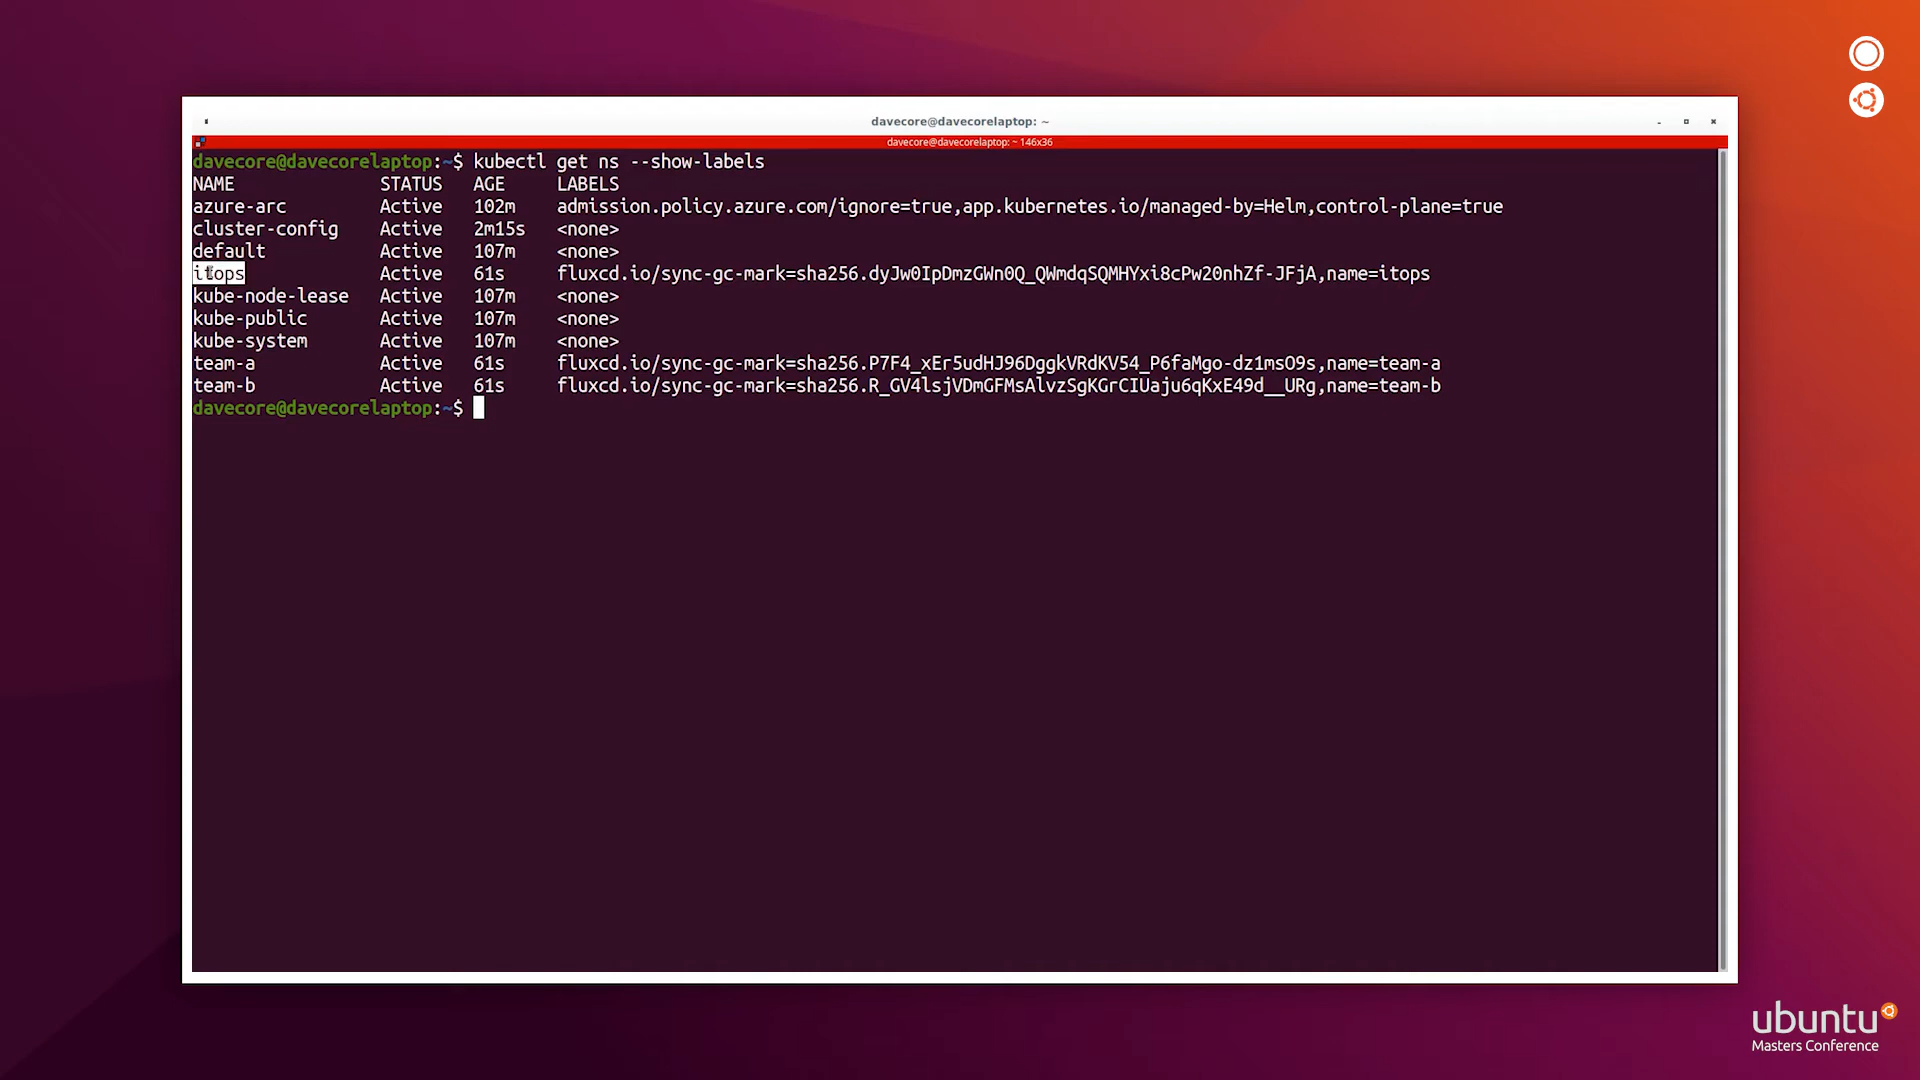 davecore@davecorelaptop: ~
davecore@davecorelaptop: ~ 146x36
davecore@davecorelaptop:~$ kubectl get ns --show-labels
NAME STATUS AGE LABELS
azure-arc Active 102m admission.policy.azure.com/ignore=true,app.kubernetes.io/managed-by=Helm,control-plane=true
cluster-config Active 2m15s <none>
default Active 107m <none>
itops Active 61s fluxcd.io/sync-gc-mark=sha256.dyJw0IpDmzGWn0Q_QWmdqSQMHYxi8cPw20nhZf-JFjA,name=itops
kube-node-lease Active 107m <none>
kube-public Active 107m <none>
kube-system Active 107m <none>
team-a Active 61s fluxcd.io/sync-gc-mark=sha256.P7F4_xEr5udHJ96DggkVRdKV54_P6faMgo-dz1msO9s,name=team-a
team-b Active 61s fluxcd.io/sync-gc-mark=sha256.R_GV4lsjVDmGFMsAlvzSgKGrCIUaju6qKxE49d__URg,name=team-b
davecore@davecorelaptop:~$
ubuntu
Masters Conference